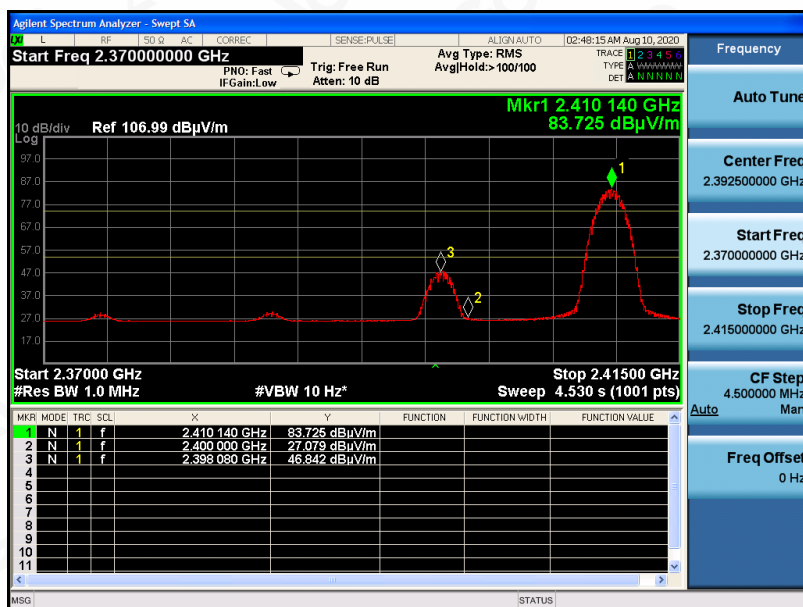 Agilent Spectrum Analyzer - Swept SA
LXI L RF 50 Ω AC CORREC SENSE:PULSE ALIGN AUTO 02:48:15 AM Aug 10, 2020
Start Freq 2.370000000 GHz
PNO: Fast
IFGain:Low
Trig: Free Run
Atten: 10 dB
Avg Type: RMS
Avg|Hold:>100/100
TRACE 1 2 3 4 5 6
TYPE A WWWWW
DET A N N N N N
Mkr1 2.410 140 GHz
83.725 dBµV/m
10 dB/div Ref 106.99 dBµV/m
Log
97.0
87.0
77.0
67.0
57.0
47.0
37.0
27.0
17.0
1
3
2
Start 2.37000 GHz Stop 2.41500 GHz
#Res BW 1.0 MHz #VBW 10 Hz* Sweep 4.530 s (1001 pts)
MKR MODE TRC SCL X Y FUNCTION FUNCTION WIDTH FUNCTION VALUE
1 N 1 f 2.410 140 GHz 83.725 dBµV/m
2 N 1 f 2.400 000 GHz 27.079 dBµV/m
3 N 1 f 2.398 080 GHz 46.842 dBµV/m
4
5
6
7
8
9
10
11
MSG STATUS
Frequency
Auto Tune
Center Freq
2.392500000 GHz
Start Freq
2.370000000 GHz
Stop Freq
2.415000000 GHz
CF Step
4.500000 MHz
Auto Man
Freq Offset
0 Hz